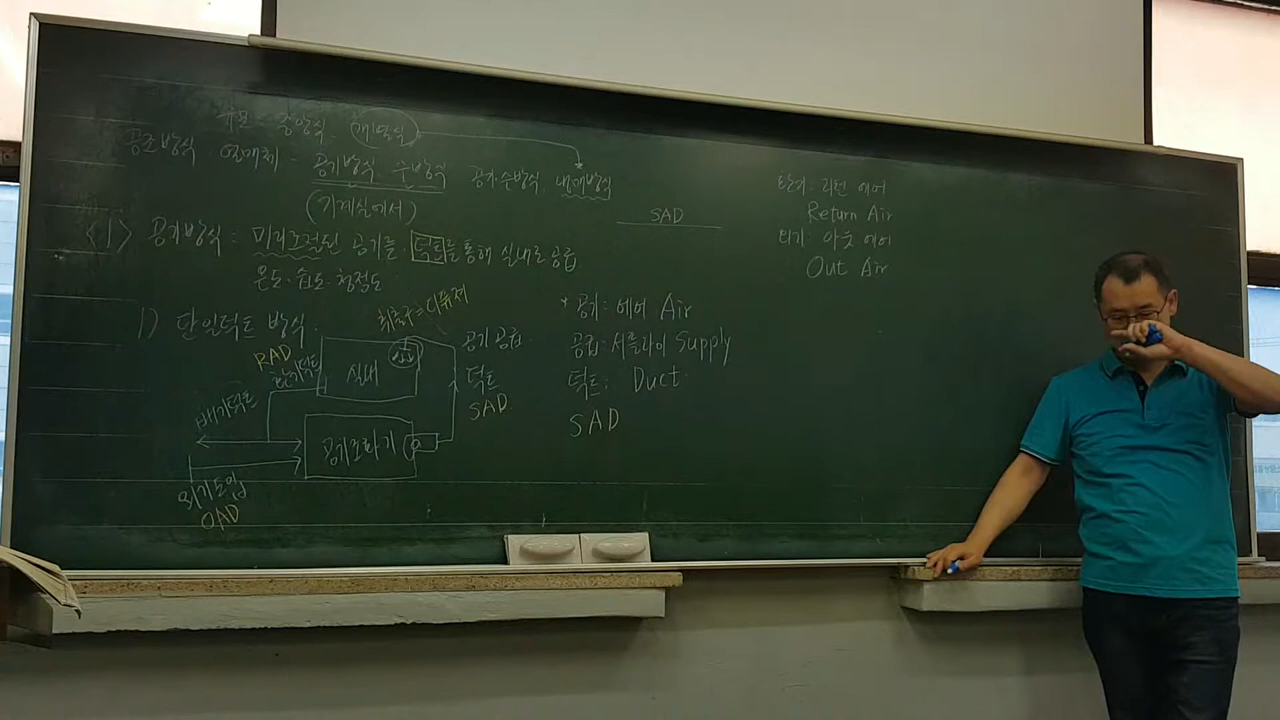 규모 - 중앙식. 개별식
공조방식. 열매체 - 공기방식. 수방식 공기·수방식. 냉매방식
(기계실에서)
<1> 공기방식 : 미리조절된 공기를. 덕트를 통해 실내로 공급
온도·습도·청정도
1) 단일덕트 방식.
취출구=디퓨져
RAD
환기덕트
실내
배기덕트
공기조화기
외기도입
OAD
공기공급
덕트
SAD
SAD
* 공기: 에어 Air
공급: 서플라이 Supply
덕트: Duct
SAD
환기: 리턴 에어
Return Air
외기: 아웃 에어
Out Air